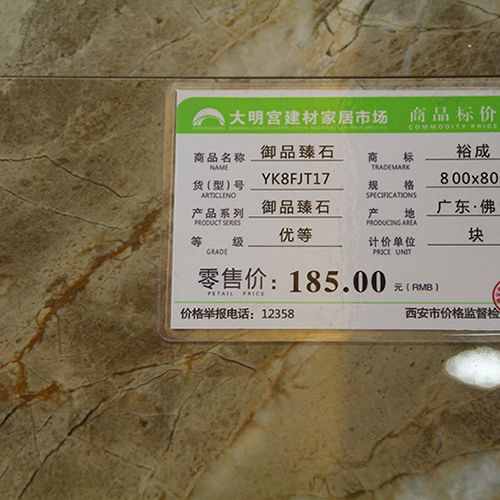 大明宫建材家居市场 商品标价
COMMODITY PRICE
商品名称 御品臻石 商标 裕成
NAME TRADEMARK
货(型)号 YK8FJT17 规格 800x80
ARTICLENO SPECIFICATIONS
产品系列 御品臻石 产地 广东·佛
PRODUCT SERIES PRODUCING AREA
等级 优等 计价单位 块
GRADE PRICE UNIT
零售价: 185.00 元(RMB)
RETAIL PRICE
价格举报电话: 12358 西安市价格监督检